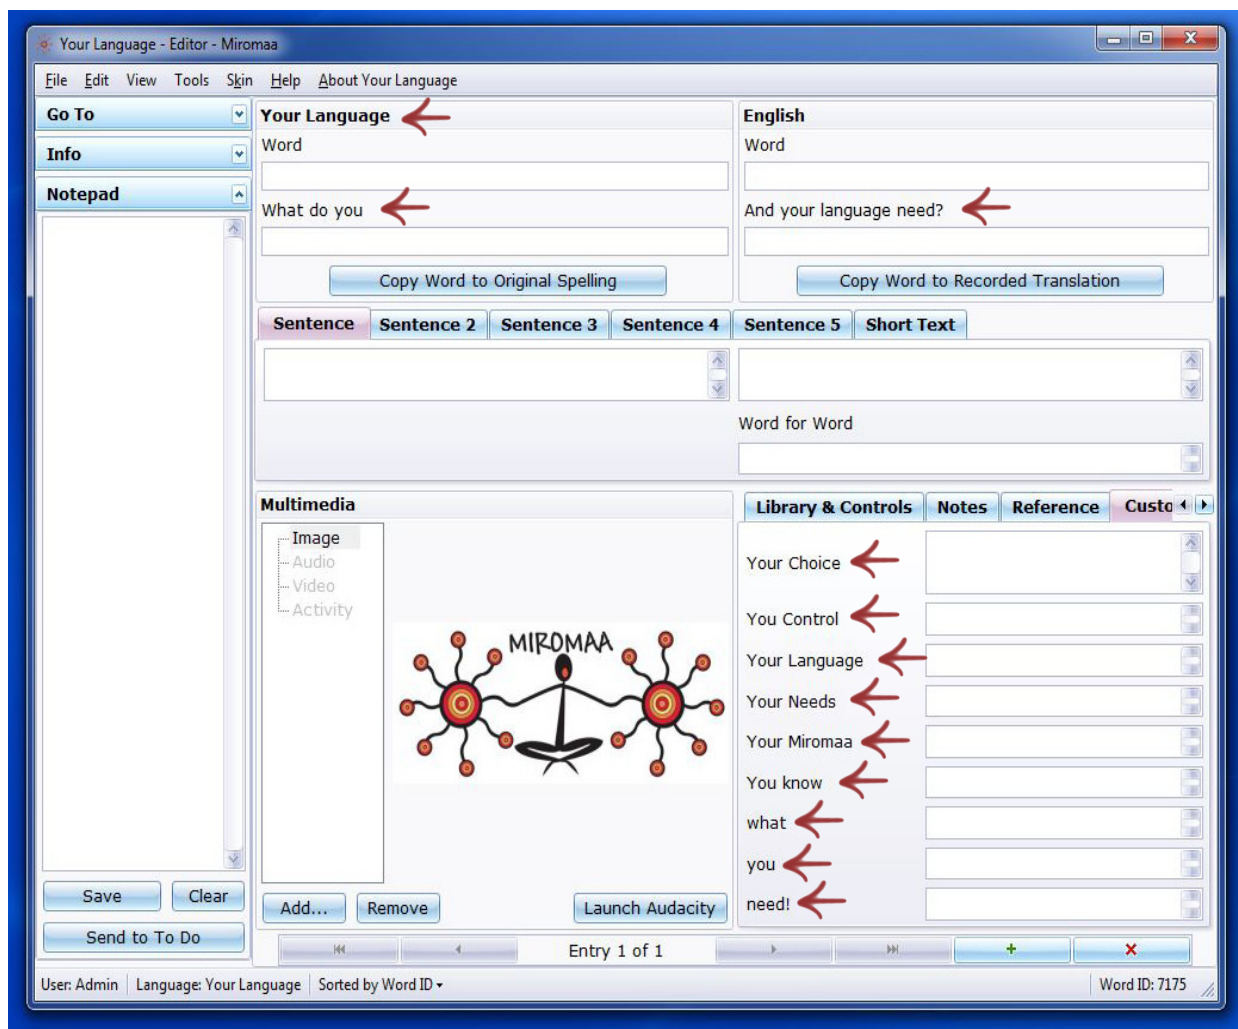 Your Language - Editor - Miromaa
File Edit View Tools Skin Help About Your Language
Go To
Info
Notepad
Save Clear
Send to To Do
Your Language
Word
What do you
Copy Word to Original Spelling
English
Word
And your language need?
Copy Word to Recorded Translation
Sentence Sentence 2 Sentence 3 Sentence 4 Sentence 5 Short Text
Word for Word
Multimedia
Image
Audio
Video
Activity
MIROMAA
Add... Remove Launch Audacity
Library & Controls Notes Reference Custo
Your Choice
You Control
Your Language
Your Needs
Your Miromaa
You know
what
you
need!
Entry 1 of 1
User: Admin Language: Your Language Sorted by Word ID Word ID: 7175